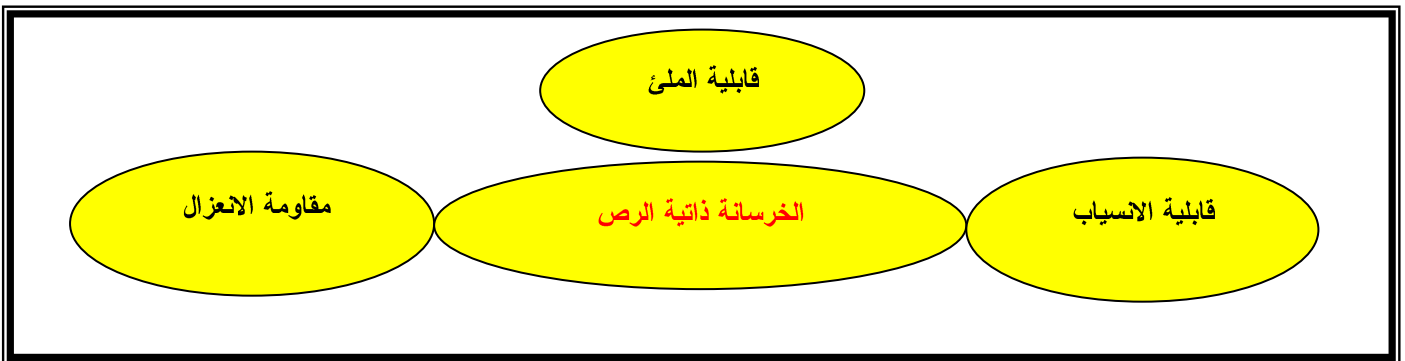 قابلية الملئ
قابلية الانسياب
الخرسانة ذاتية الرص
مقاومة الانعزال